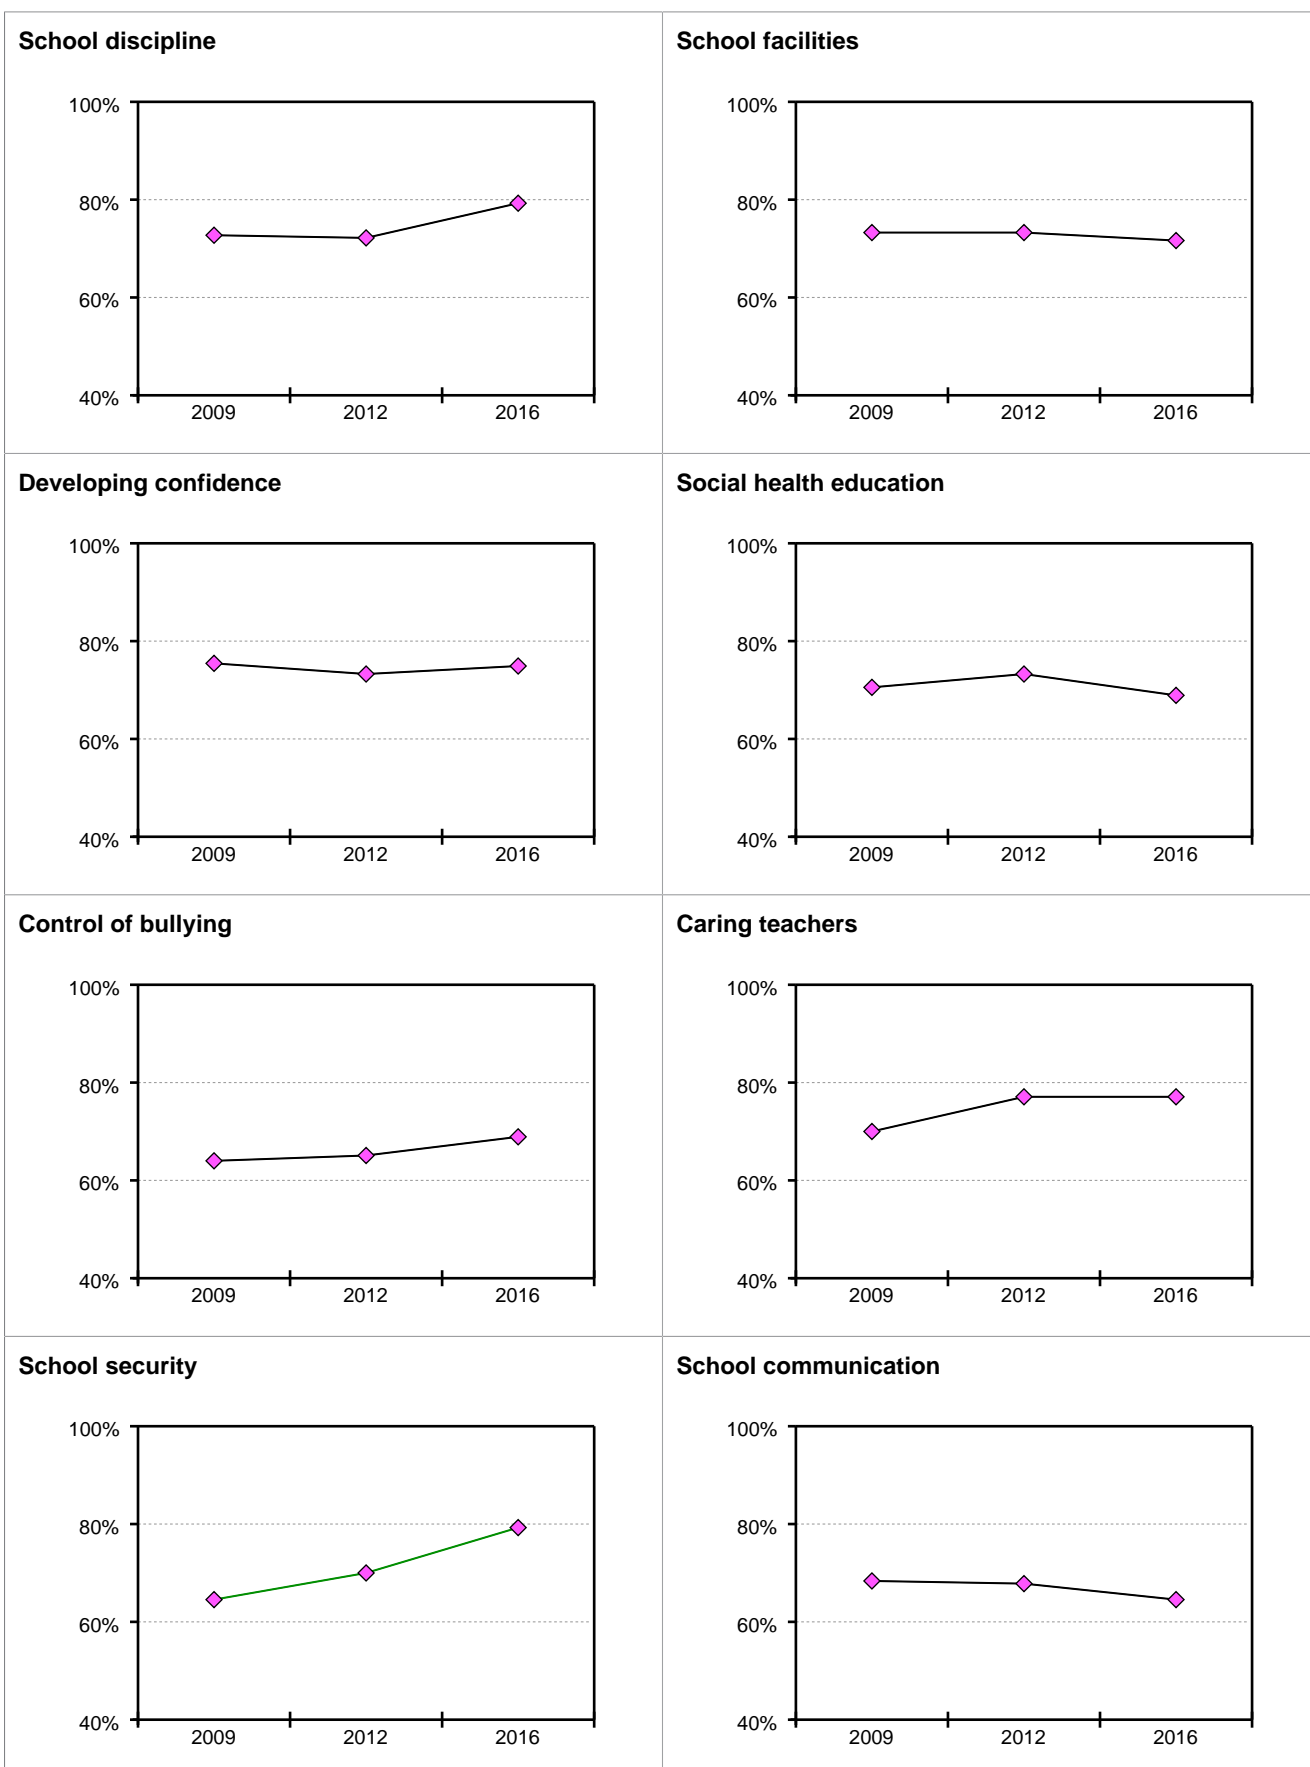 School discipline
100%
80%
60%
40%
2009 2012 2016
School facilities
100%
80%
60%
40%
2009 2012 2016
Developing confidence
100%
80%
60%
40%
2009 2012 2016
Social health education
100%
80%
60%
40%
2009 2012 2016
Control of bullying
100%
80%
60%
40%
2009 2012 2016
Caring teachers
100%
80%
60%
40%
2009 2012 2016
School security
100%
80%
60%
40%
2009 2012 2016
School communication
100%
80%
60%
40%
2009 2012 2016